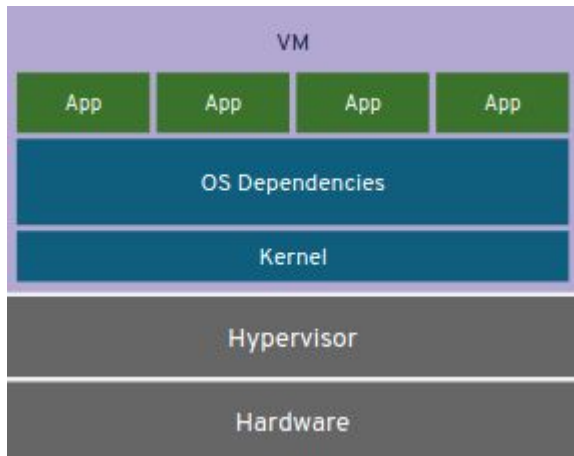 VM
App App App App
OS Dependencies
Kernel
Hypervisor
Hardware